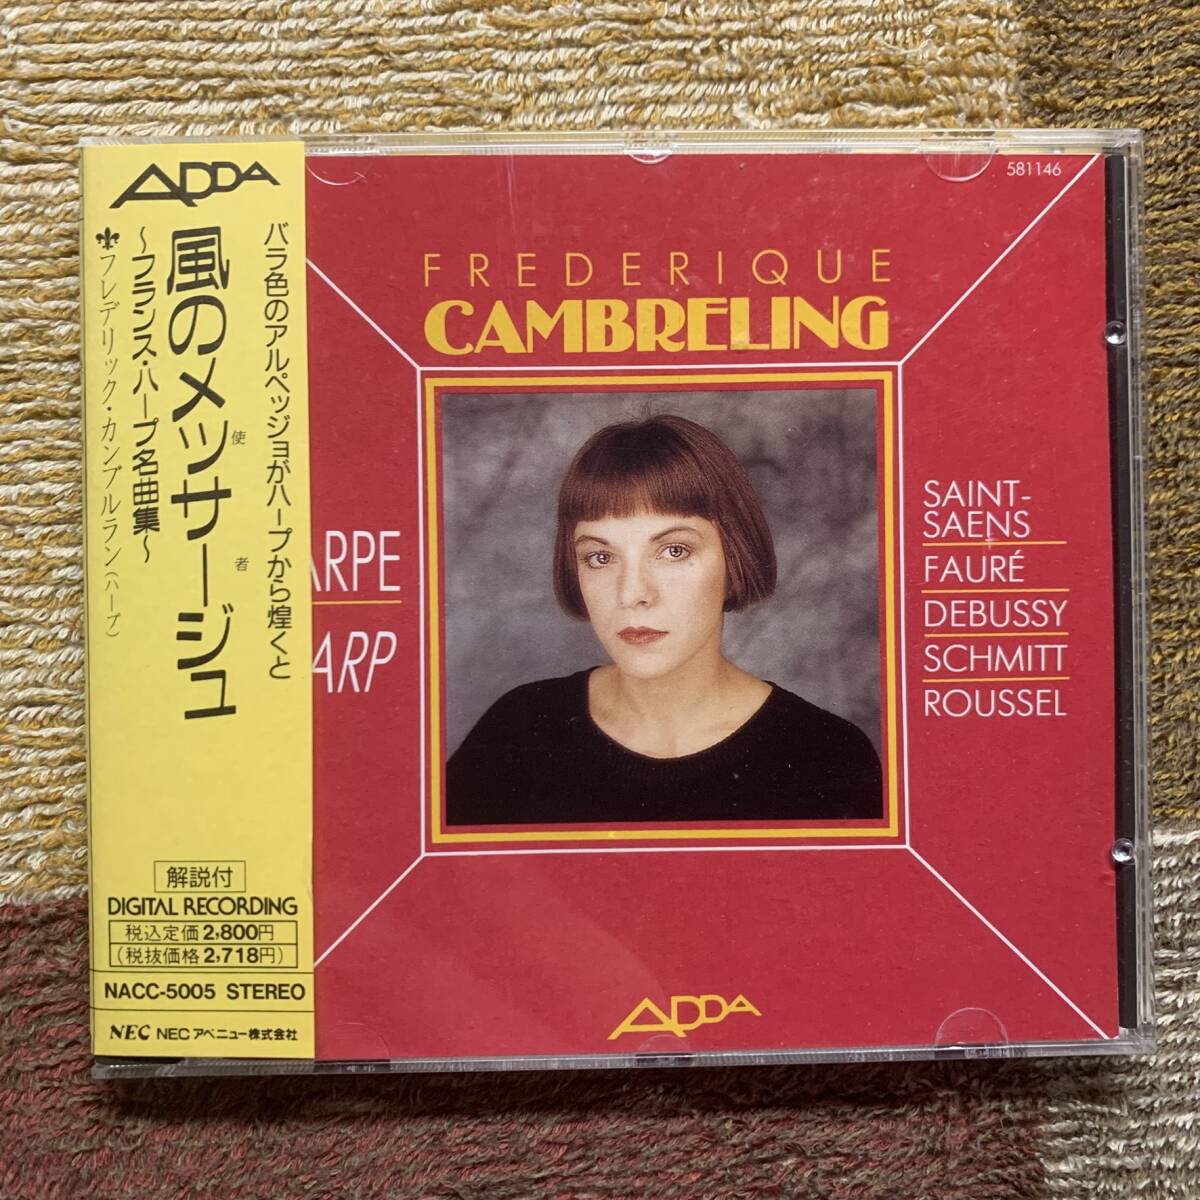 ADDA
バラ色のアルペッジョがハープから煌くと
風のメッサージュ
使者
〜フランス・ハープ名曲集〜
フレデリック・カンブルラン(ハープ)
解説付
DIGITAL RECORDING
税込定価2,800円
(税抜価格2,718円)
NACC-5005 STEREO
NEC NEC アベニュー株式会社
581146
FREDERIQUE
CAMBRELING
ARPE
ARP
SAINT-
SAENS
FAURÉ
DEBUSSY
SCHMITT
ROUSSEL
ADDA